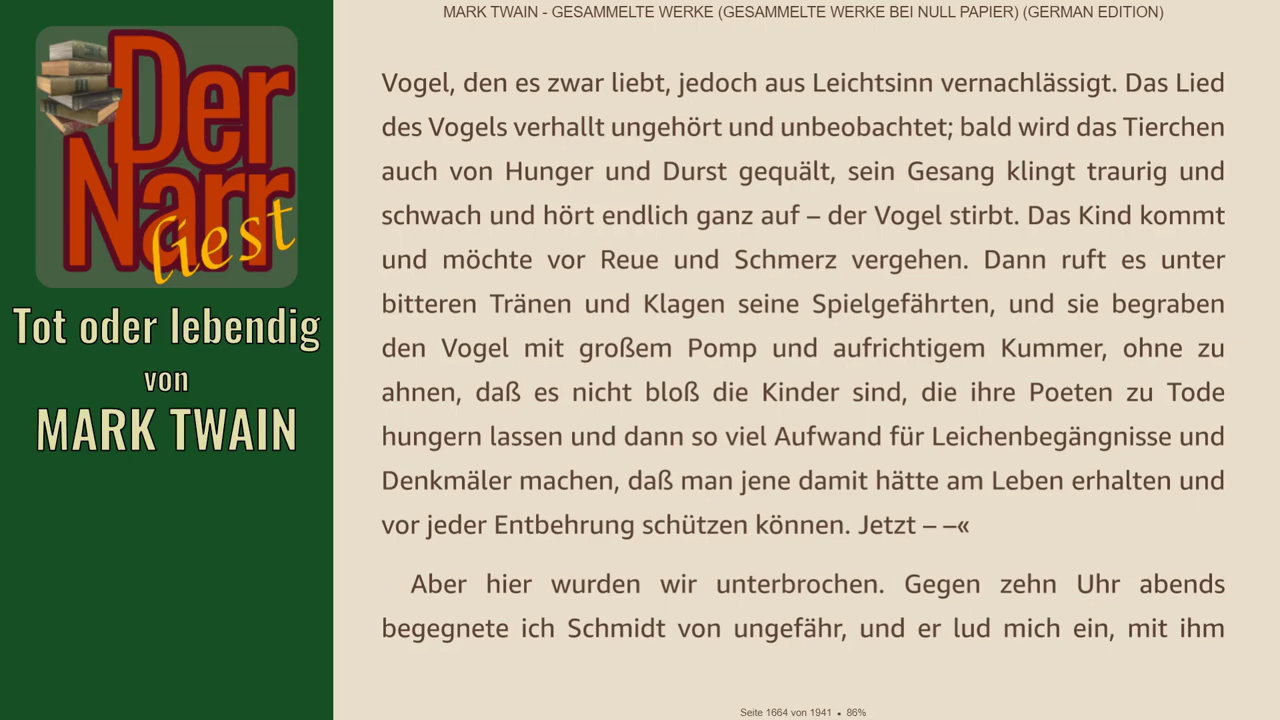 Der
Narr
liest
Tot oder lebendig
von
MARK TWAIN
MARK TWAIN - GESAMMELTE WERKE (GESAMMELTE WERKE BEI NULL PAPIER) (GERMAN EDITION)
Vogel, den es zwar liebt, jedoch aus Leichtsinn vernachlässigt. Das Lied
des Vogels verhallt ungehört und unbeobachtet; bald wird das Tierchen
auch von Hunger und Durst gequält, sein Gesang klingt traurig und
schwach und hört endlich ganz auf – der Vogel stirbt. Das Kind kommt
und möchte vor Reue und Schmerz vergehen. Dann ruft es unter
bitteren Tränen und Klagen seine Spielgefährten, und sie begraben
den Vogel mit großem Pomp und aufrichtigem Kummer, ohne zu
ahnen, daß es nicht bloß die Kinder sind, die ihre Poeten zu Tode
hungern lassen und dann so viel Aufwand für Leichenbegängnisse und
Denkmäler machen, daß man jene damit hätte am Leben erhalten und
vor jeder Entbehrung schützen können. Jetzt – –«
Aber hier wurden wir unterbrochen. Gegen zehn Uhr abends
begegnete ich Schmidt von ungefähr, und er lud mich ein, mit ihm
Seite 1664 von 1941 • 86%